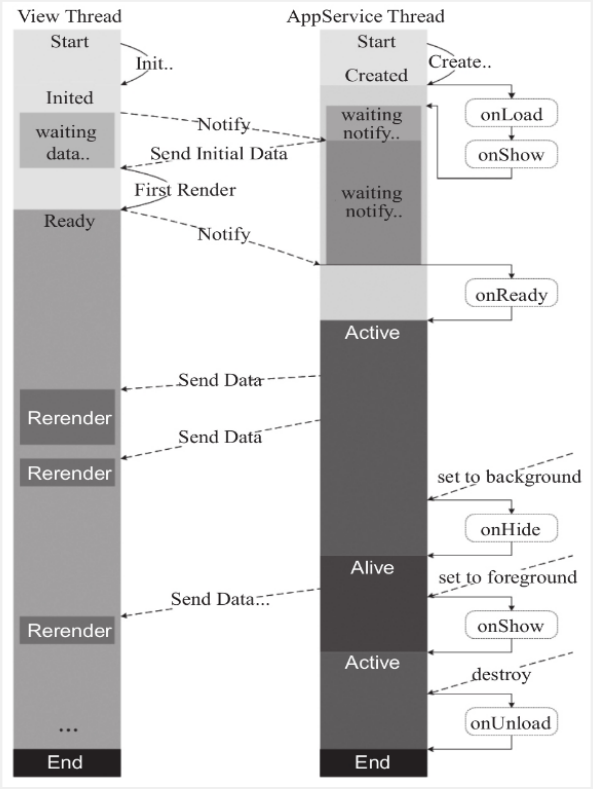 View Thread
AppService Thread
Start
Start
Init..
Create..
Created
Inited
onLoad
waiting
notify..
Notify
waiting
data..
Send Initial Data
onShow
First Render
waiting
notify..
Ready
Notify
onReady
Active
Send Data
Rerender
Send Data
Rerender
set to background
onHide
Alive
set to foreground
Send Data...
Rerender
onShow
Active
destroy
onUnload
...
End
End